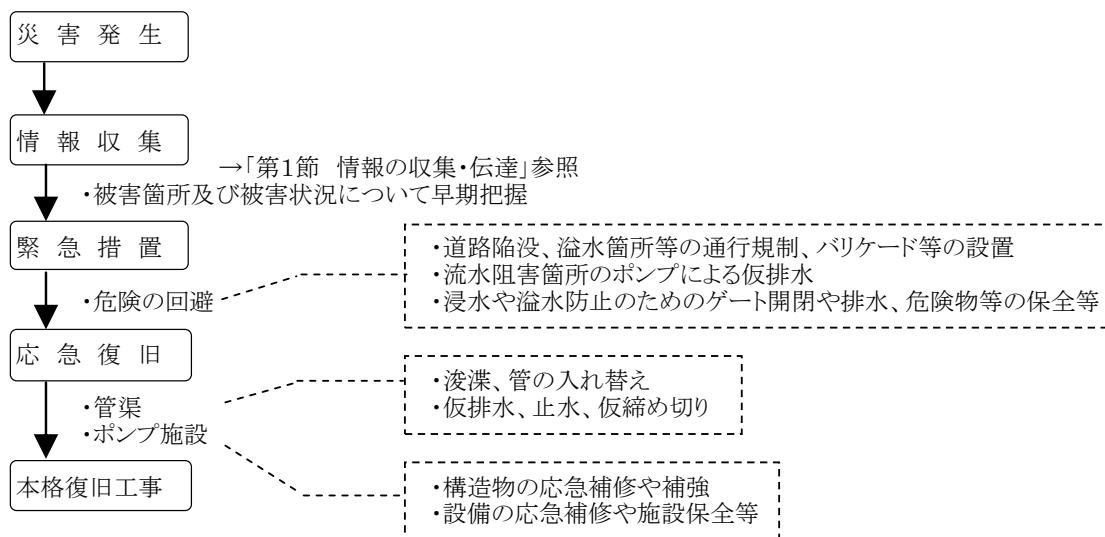 災害発生
情報収集
→「第1節 情報の収集・伝達」参照
・被害箇所及び被害状況について早期把握
緊急措置
・危険の回避
・道路陥没、溢水箇所等の通行規制、バリケード等の設置
・流水阻害箇所のポンプによる仮排水
・浸水や溢水防止のためのゲート開閉や排水、危険物等の保全等
応急復旧
・管渠
・ポンプ施設
・浚渫、管の入れ替え
・仮排水、止水、仮締め切り
・構造物の応急補修や補強
・設備の応急補修や施設保全等
本格復旧工事